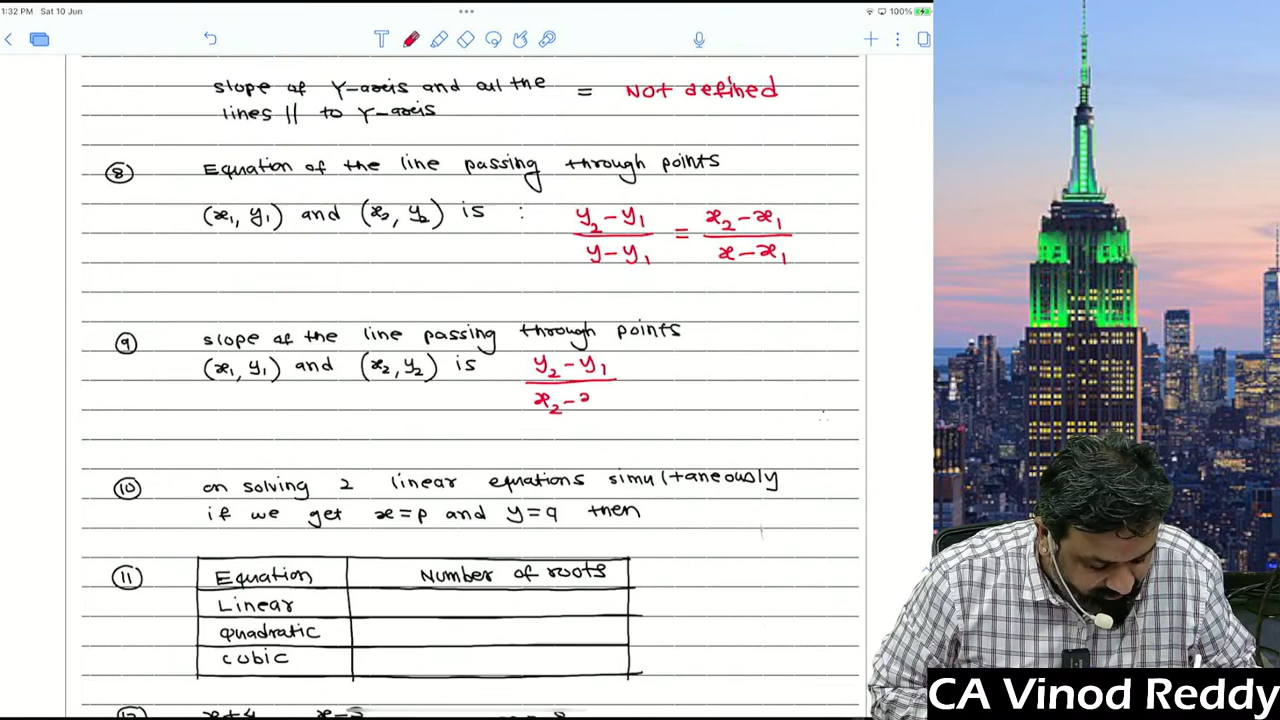 1:32 PM Sat 10 Jun
100%
slope of Y-axis and all the
lines || to Y-axis
= Not defined
⑧ Equation of the line passing through points
(x₁, y₁) and (x₂, y₂) is : (y₂ - y₁)/(y - y₁) = (x₂ - x₁)/(x - x₁)
⑨ slope of the line passing through points
(x₁, y₁) and (x₂, y₂) is (y₂ - y₁)/(x₂ -
⑩ on solving 2 linear equations simultaneously
if we get x=p and y=q then
⑪ Equation Number of roots
Linear
quadratic
cubic
CA Vinod Reddy